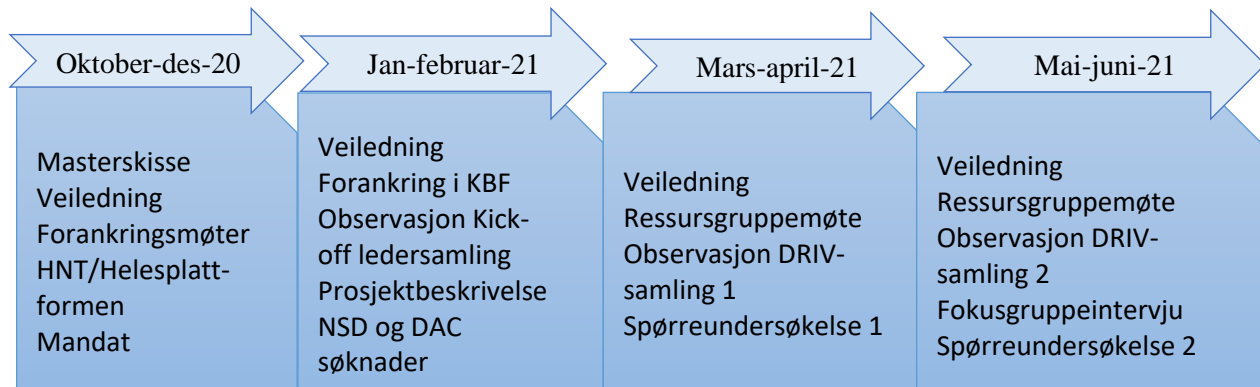 Oktober-des-20
Masterskisse
Veiledning
Forankringsmøter
HNT/Helesplatt-
formen
Mandat
Jan-februar-21
Veiledning
Forankring i KBF
Observasjon Kick-
off ledersamling
Prosjektbeskrivelse
NSD og DAC
søknader
Mars-april-21
Veiledning
Ressursgruppemøte
Observasjon DRIV-
samling 1
Spørreundersøkelse 1
Mai-juni-21
Veiledning
Ressursgruppemøte
Observasjon DRIV-
samling 2
Fokusgruppeintervju
Spørreundersøkelse 2